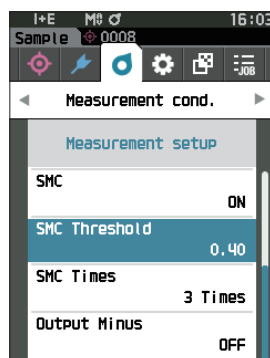 I+E M0 16:03
Sample 0008
-JOB
Measurement cond.
Measurement setup
SMC
ON
SMC Threshold
0.40
SMC Times
3 Times
Output Minus
OFF